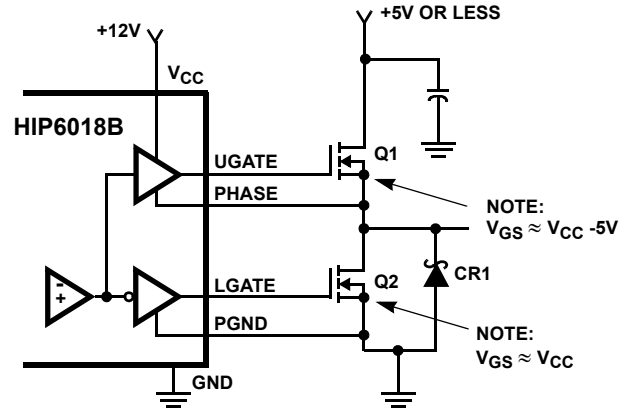 +5V OR LESS
+12V
VCC
HIP6018B
UGATE
Q1
PHASE
NOTE:
VGS ≈ VCC -5V
LGATE
Q2
CR1
-
+
PGND
NOTE:
VGS ≈ VCC
GND